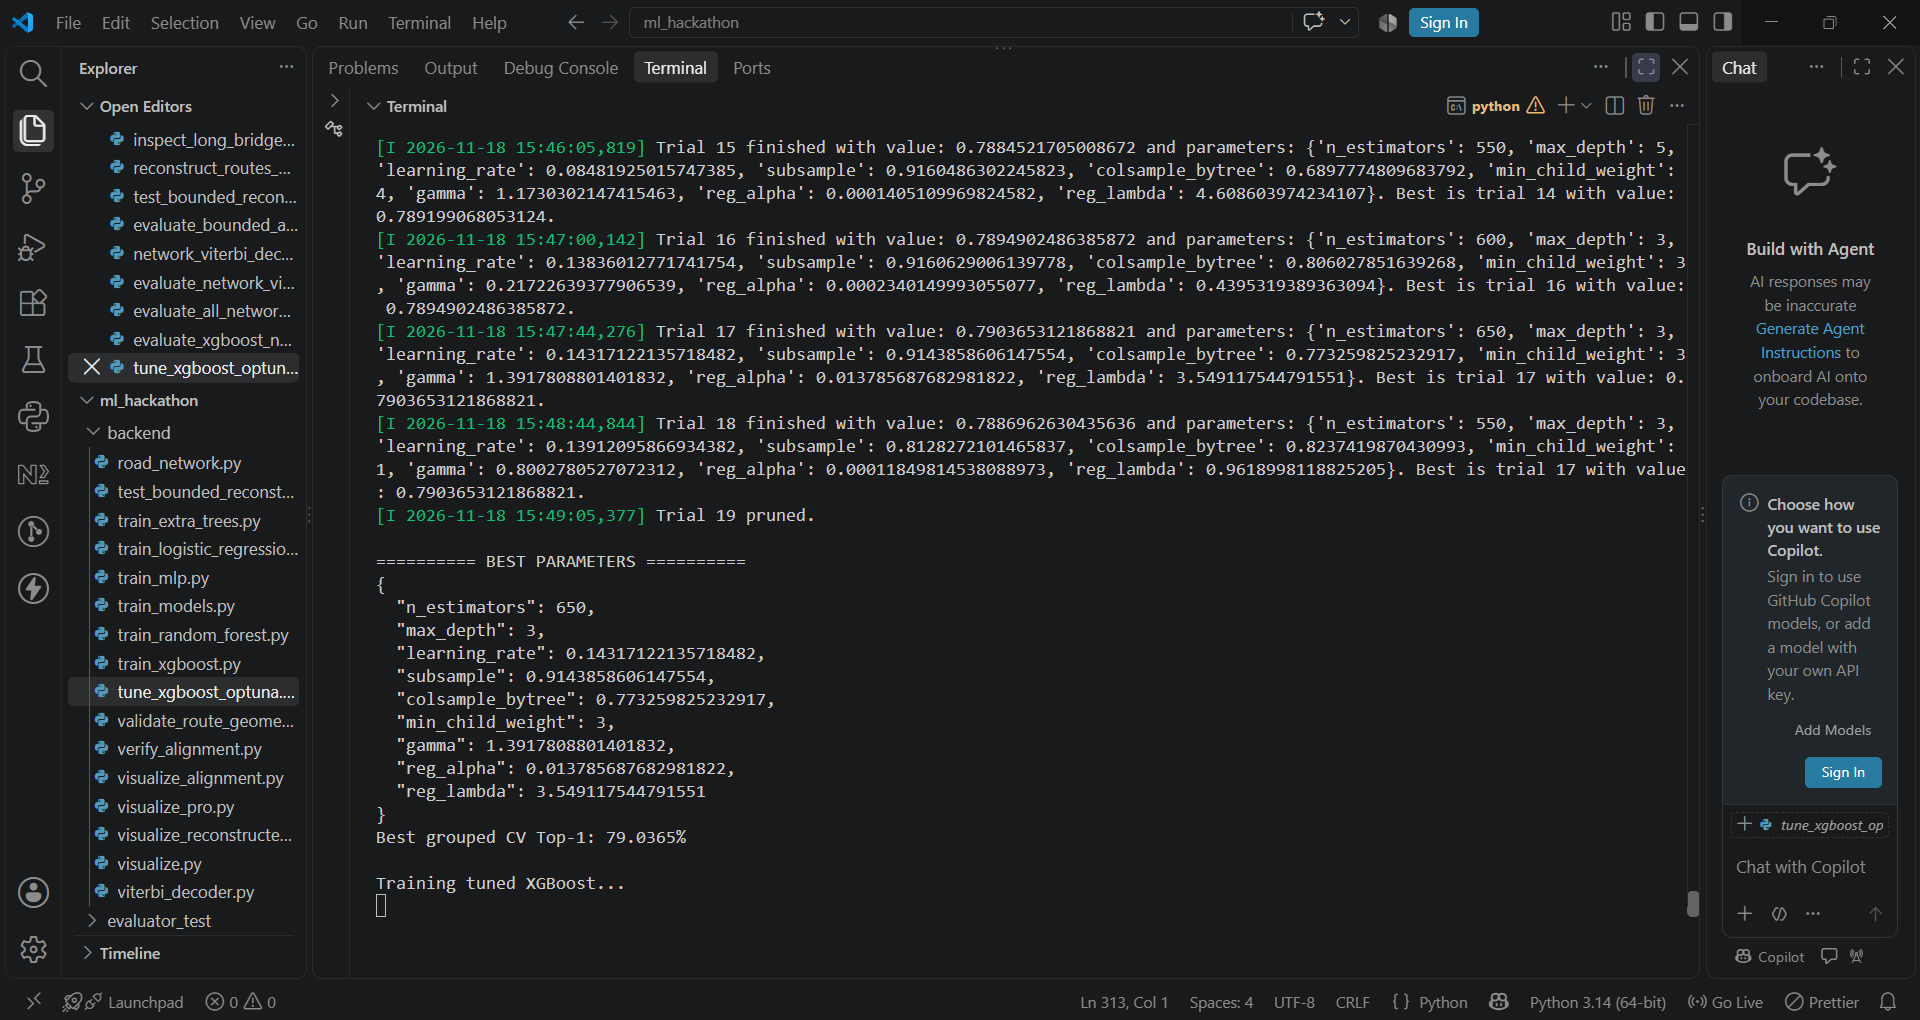 File Edit Selection View Go Run Terminal Help
ml_hackathon
Sign In
Explorer
Open Editors
inspect_long_bridge...
reconstruct_routes_...
test_bounded_recon...
evaluate_bounded_a...
network_viterbi_dec...
evaluate_network_vi...
evaluate_all_networ...
evaluate_xgboost_n...
tune_xgboost_optun...
ml_hackathon
backend
road_network.py
test_bounded_reconst...
train_extra_trees.py
train_logistic_regressio...
train_mlp.py
train_models.py
train_random_forest.py
train_xgboost.py
tune_xgboost_optuna....
validate_route_geome...
verify_alignment.py
visualize_alignment.py
visualize_pro.py
visualize_reconstructe...
visualize.py
viterbi_decoder.py
evaluator_test
Timeline
Problems Output Debug Console Terminal Ports
Terminal
python
[I 2026-11-18 15:46:05,819] Trial 15 finished with value: 0.7884521705008672 and parameters: {'n_estimators': 550, 'max_depth': 5,
'learning_rate': 0.08481925015747385, 'subsample': 0.9160486302245823, 'colsample_bytree': 0.6897774809683792, 'min_child_weight':
4, 'gamma': 1.1730302147415463, 'reg_alpha': 0.0001405109969824582, 'reg_lambda': 4.608603974234107}. Best is trial 14 with value:
0.789199068053124.
[I 2026-11-18 15:47:00,142] Trial 16 finished with value: 0.7894902486385872 and parameters: {'n_estimators': 600, 'max_depth': 3,
'learning_rate': 0.13836012771741754, 'subsample': 0.9160629006139778, 'colsample_bytree': 0.806027851639268, 'min_child_weight': 3
, 'gamma': 0.21722639377906539, 'reg_alpha': 0.0002340149993055077, 'reg_lambda': 0.4395319389363094}. Best is trial 16 with value:
0.7894902486385872.
[I 2026-11-18 15:47:44,276] Trial 17 finished with value: 0.7903653121868821 and parameters: {'n_estimators': 650, 'max_depth': 3,
'learning_rate': 0.14317122135718482, 'subsample': 0.9143858606147554, 'colsample_bytree': 0.773259825232917, 'min_child_weight': 3
, 'gamma': 1.3917808801401832, 'reg_alpha': 0.013785687682981822, 'reg_lambda': 3.549117544791551}. Best is trial 17 with value: 0.
7903653121868821.
[I 2026-11-18 15:48:44,844] Trial 18 finished with value: 0.7886962630435636 and parameters: {'n_estimators': 550, 'max_depth': 3,
'learning_rate': 0.13912095866934382, 'subsample': 0.8128272101465837, 'colsample_bytree': 0.8237419870430993, 'min_child_weight':
1, 'gamma': 0.8002780527072312, 'reg_alpha': 0.00011849814538088973, 'reg_lambda': 0.9618998118825205}. Best is trial 17 with value
: 0.7903653121868821.
[I 2026-11-18 15:49:05,377] Trial 19 pruned.
========== BEST PARAMETERS ==========
{
"n_estimators": 650,
"max_depth": 3,
"learning_rate": 0.14317122135718482,
"subsample": 0.9143858606147554,
"colsample_bytree": 0.773259825232917,
"min_child_weight": 3,
"gamma": 1.3917808801401832,
"reg_alpha": 0.013785687682981822,
"reg_lambda": 3.549117544791551
}
Best grouped CV Top-1: 79.0365%
Training tuned XGBoost...
Chat
Build with Agent
AI responses may
be inaccurate
Generate Agent
Instructions to
onboard AI onto
your codebase.
Choose how
you want to use
Copilot.
Sign in to use
GitHub Copilot
models, or add
a model with
your own API
key.
Add Models
Sign In
tune_xgboost_op
Chat with Copilot
Copilot
Launchpad 0 0
Ln 313, Col 1 Spaces: 4 UTF-8 CRLF { } Python Python 3.14 (64-bit) Go Live Prettier